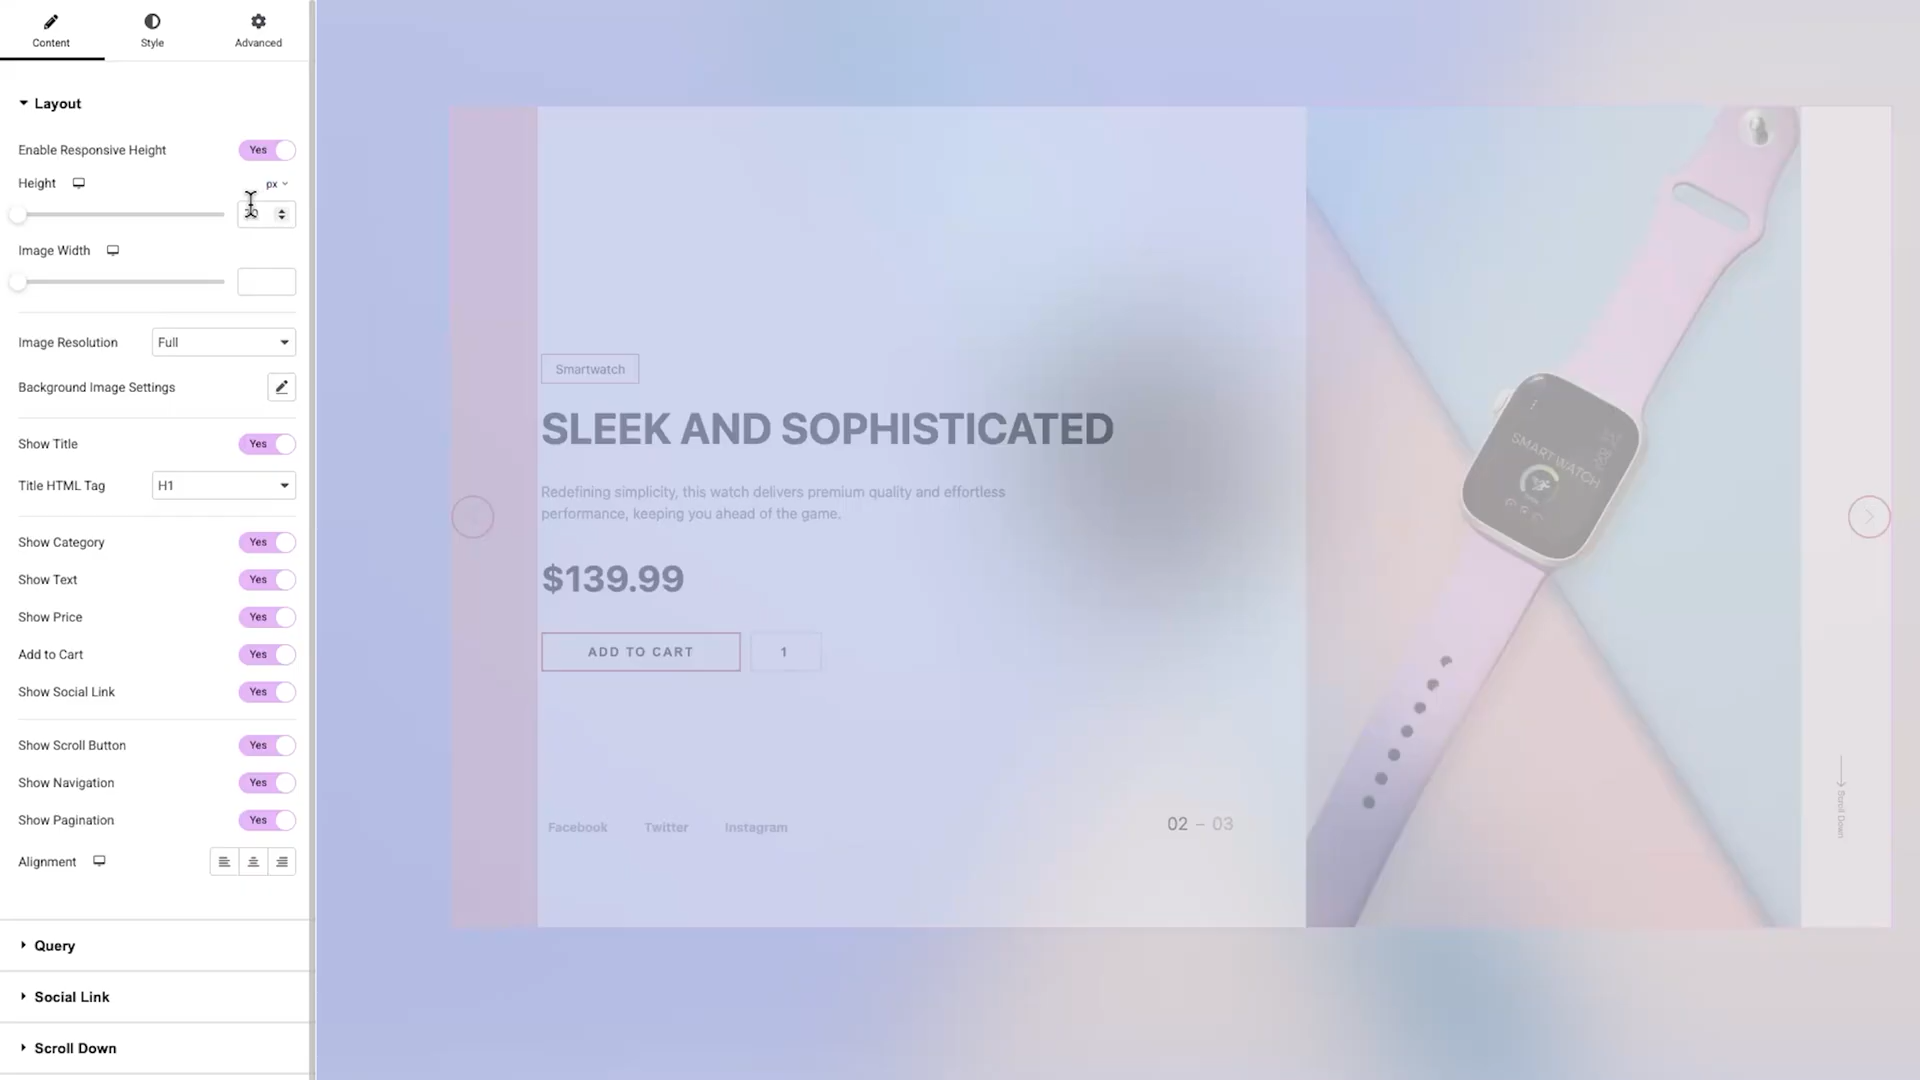 Content
Style
Advanced
Layout
Enable Responsive Height
Yes
Height
px
Image Width
Image Resolution
Full
Background Image Settings
Show Title
Yes
Title HTML Tag
H1
Show Category
Yes
Show Text
Yes
Show Price
Yes
Add to Cart
Yes
Show Social Link
Yes
Show Scroll Button
Yes
Show Navigation
Yes
Show Pagination
Yes
Alignment
Query
Social Link
Scroll Down
Smartwatch
SLEEK AND SOPHISTICATED
Redefining simplicity, this watch delivers premium quality and effortless
performance, keeping you ahead of the game.
$139.99
ADD TO CART
1
Facebook
Twitter
Instagram
02 – 03
SMART WATCH
Scroll Down